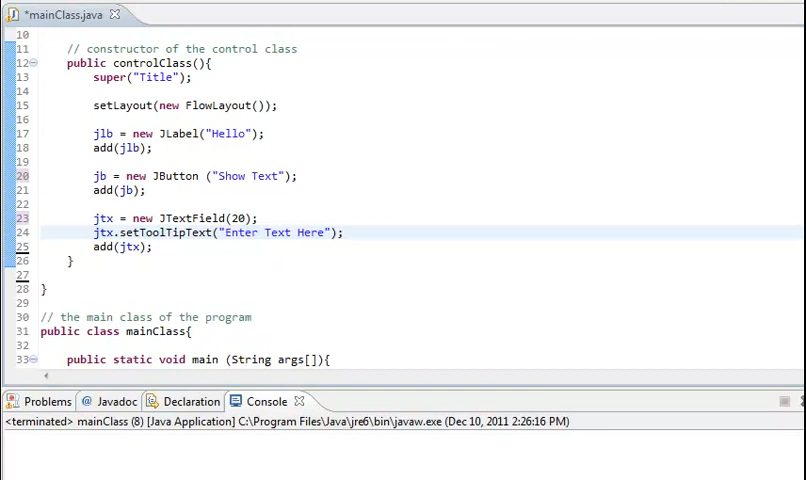 *mainClass.java
10
11 // constructor of the control class
12 public controlClass(){
13 super("Title");
14
15 setLayout(new FlowLayout());
16
17 jlb = new JLabel("Hello");
18 add(jlb);
19
20 jb = new JButton ("Show Text");
21 add(jb);
22
23 jtx = new JTextField(20);
24 jtx.setToolTipText("Enter Text Here");
25 add(jtx);
26 }
27
28 }
29
30 // the main class of the program
31 public class mainClass{
32
33 public static void main (String args[]){
Problems @ Javadoc Declaration Console
<terminated> mainClass (8) [Java Application] C:\Program Files\Java\jre6\bin\javaw.exe (Dec 10, 2011 2:26:16 PM)